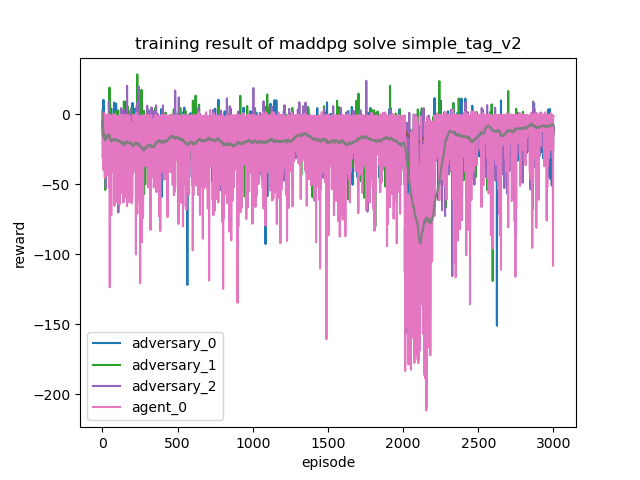 training result of maddpg solve simple_tag_v2
reward
0
−50
−100
−150
−200
adversary_0
adversary_1
adversary_2
agent_0
0 500 1000 1500 2000 2500 3000
episode